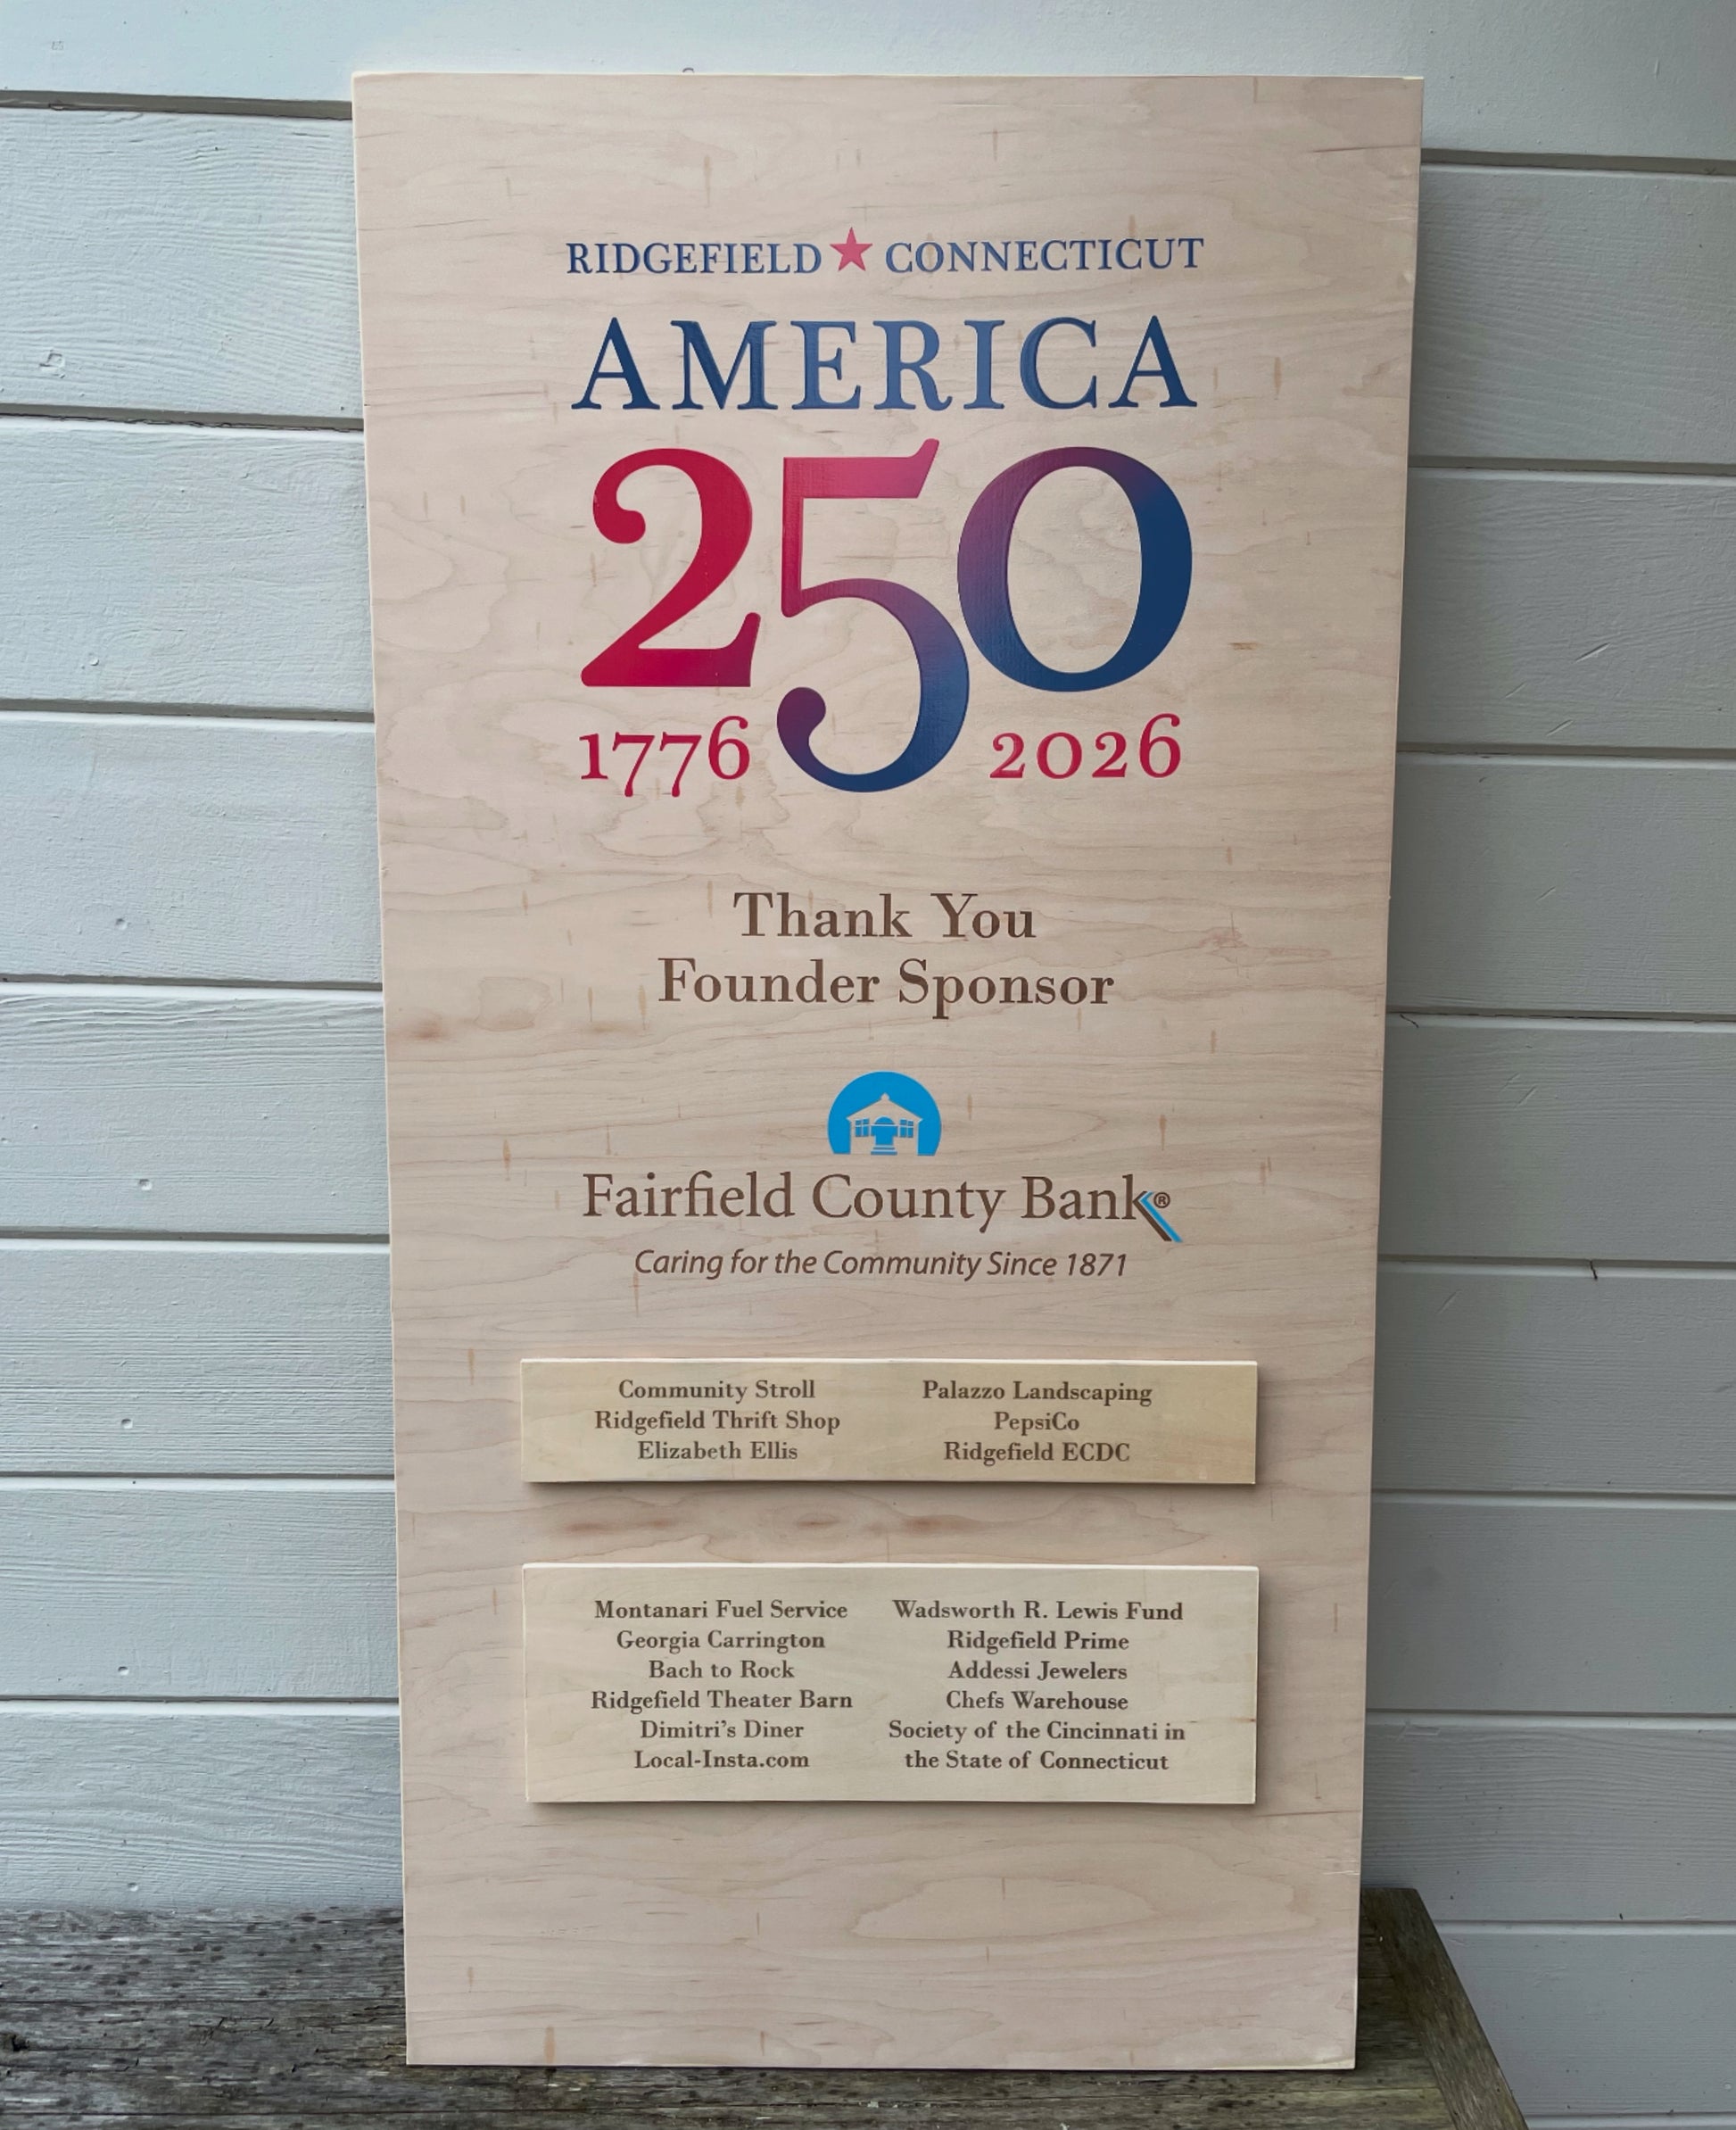 RIDGEFIELD ★ CONNECTICUT
AMERICA
250
1776 2026
Thank You
Founder Sponsor
Fairfield County Bank®
Caring for the Community Since 1871
Community Stroll
Ridgefield Thrift Shop
Elizabeth Ellis
Palazzo Landscaping
PepsiCo
Ridgefield ECDC
Montanari Fuel Service
Georgia Carrington
Bach to Rock
Ridgefield Theater Barn
Dimitri's Diner
Local-Insta.com
Wadsworth R. Lewis Fund
Ridgefield Prime
Addessi Jewelers
Chefs Warehouse
Society of the Cincinnati in
the State of Connecticut